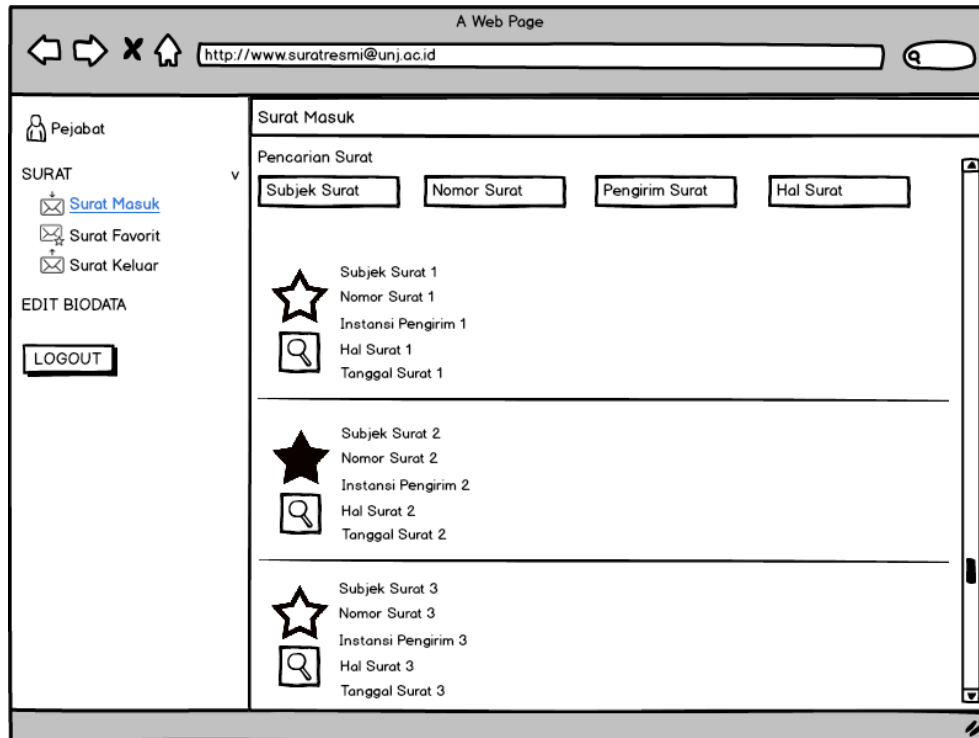 A Web Page
http://www.suratresmi@unj.ac.id
Pejabat
SURAT v
Surat Masuk
Surat Favorit
Surat Keluar
EDIT BIODATA
LOGOUT
Surat Masuk
Pencarian Surat
Subjek Surat Nomor Surat Pengirim Surat Hal Surat
Subjek Surat 1
Nomor Surat 1
Instansi Pengirim 1
Hal Surat 1
Tanggal Surat 1
Subjek Surat 2
Nomor Surat 2
Instansi Pengirim 2
Hal Surat 2
Tanggal Surat 2
Subjek Surat 3
Nomor Surat 3
Instansi Pengirim 3
Hal Surat 3
Tanggal Surat 3